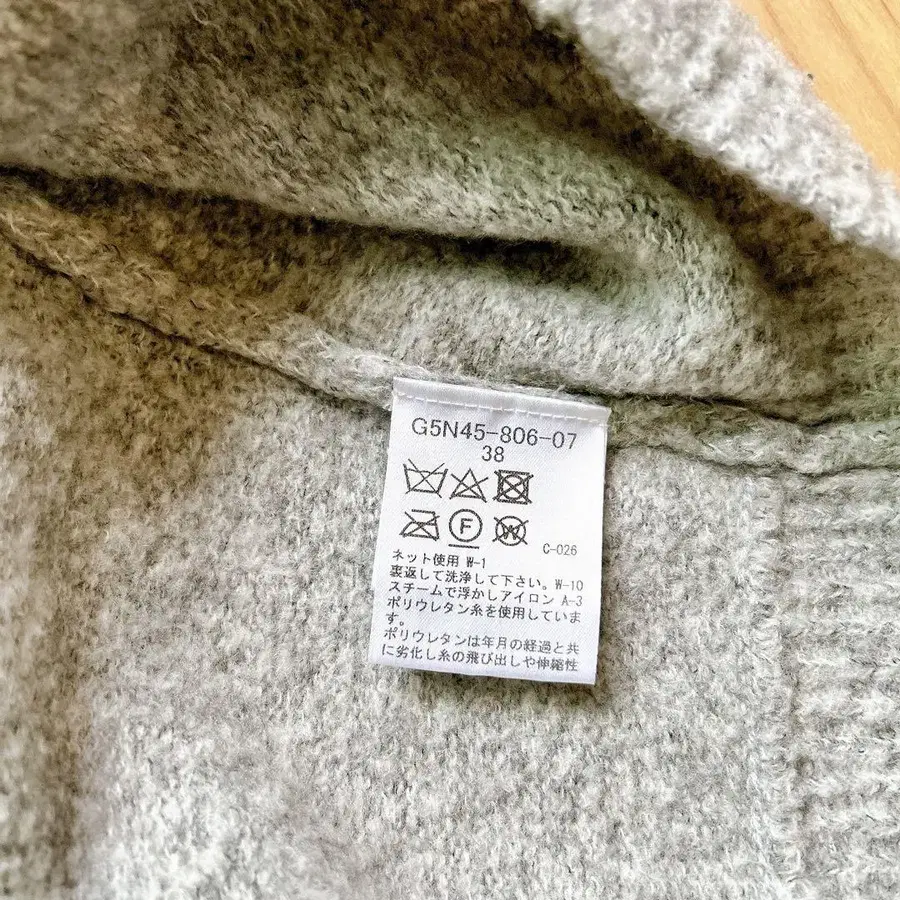 G5N45-806-07
38
F
W
C-026
ネット使用 W-1
裏返して洗浄して下さい。W-10
スチームで浮かしアイロン A-3
ポリウレタン糸を使用していま
す。
ポリウレタンは年月の経過と共
に劣化し糸の飛び出しや伸縮性